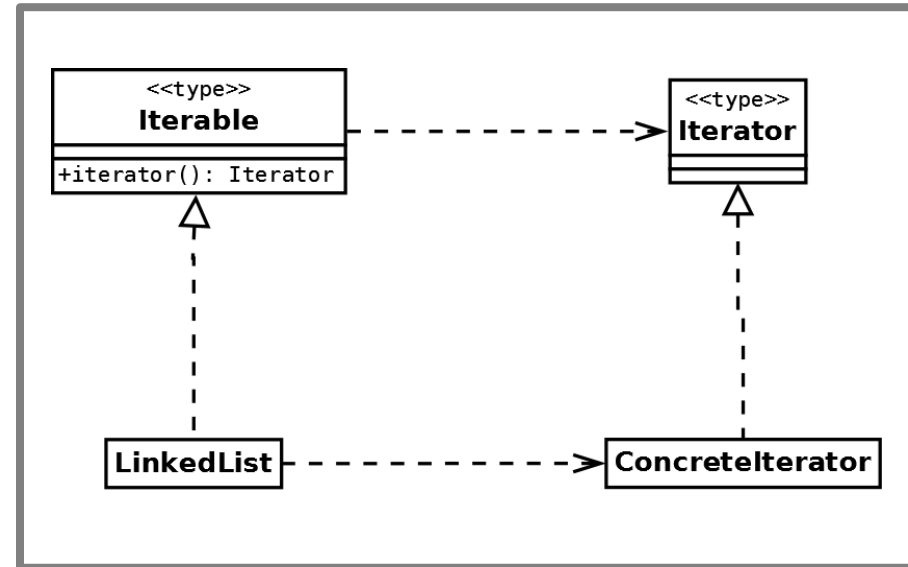 <<type>>
Iterable
+iterator(): Iterator
<<type>>
Iterator
LinkedList
ConcreteIterator